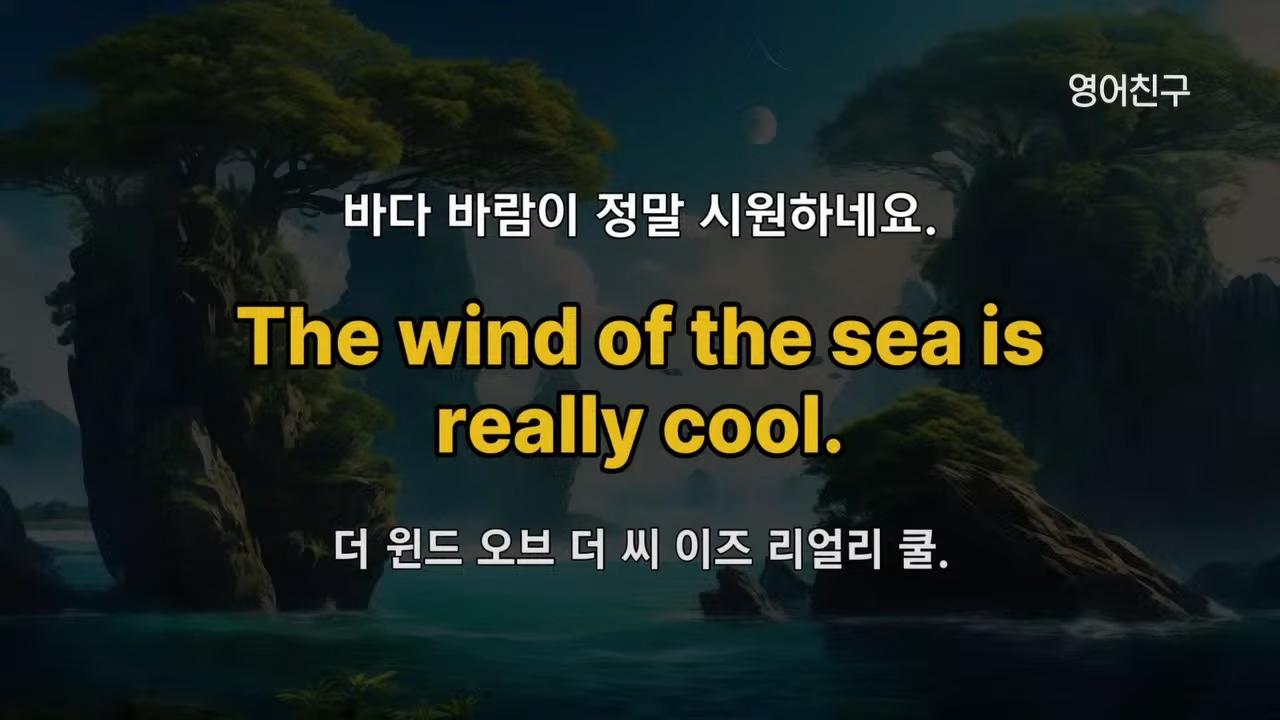 영어친구
바다 바람이 정말 시원하네요.
The wind of the sea is
really cool.
더 윈드 오브 더 씨 이즈 리얼리 쿨.